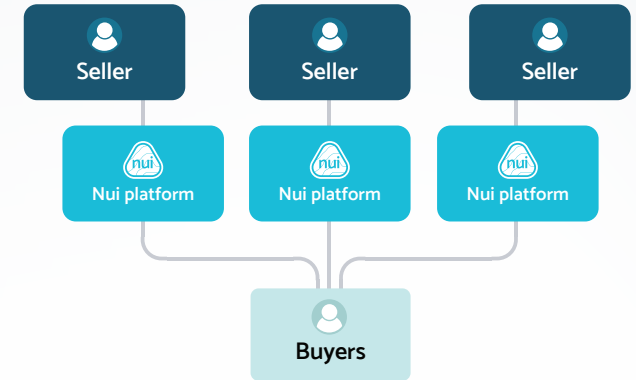 Seller
Seller
Seller
nui
Nui platform
nui
Nui platform
nui
Nui platform
Buyers